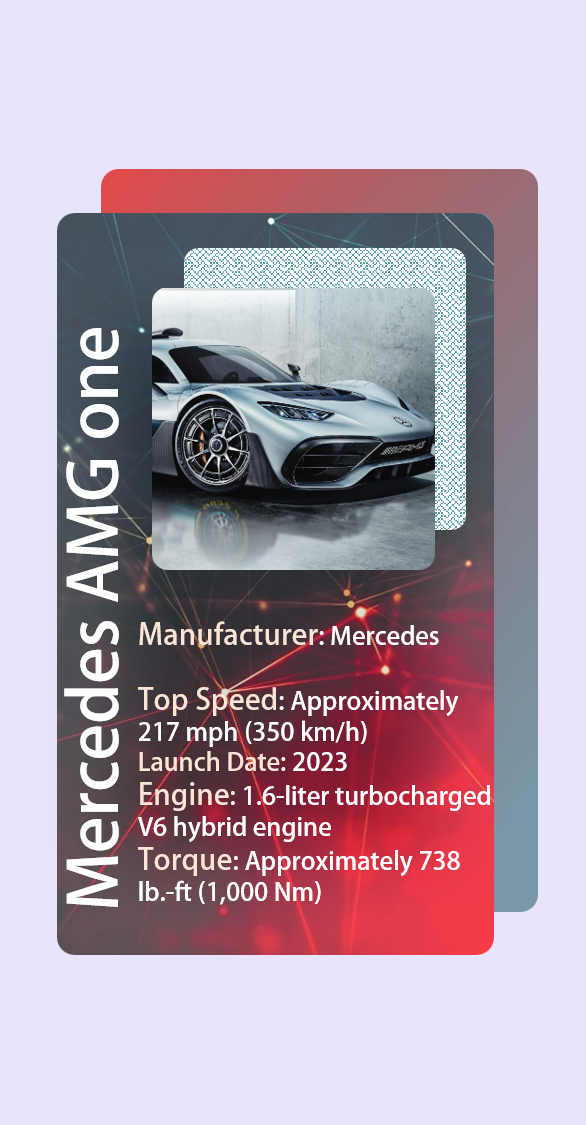 Mercedes AMG one
Manufacturer: Mercedes
Top Speed: Approximately
217 mph (350 km/h)
Launch Date: 2023
Engine: 1.6-liter turbocharged
V6 hybrid engine
Torque: Approximately 738
lb.-ft (1,000 Nm)